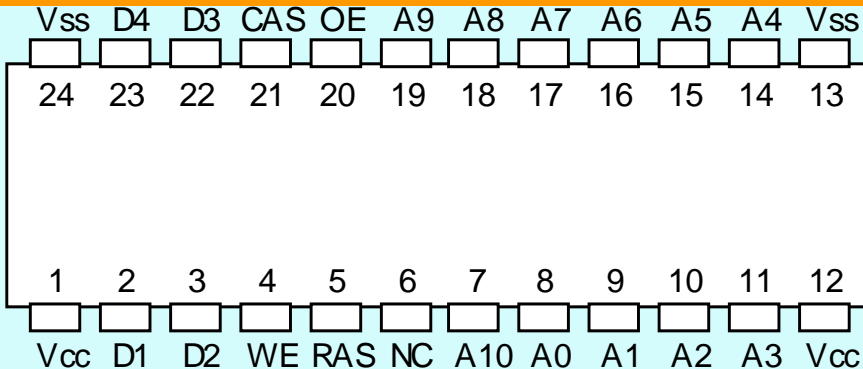 Vss D4 D3 CAS OE A9 A8 A7 A6 A5 A4 Vss
24 23 22 21 20 19 18 17 16 15 14 13
1 2 3 4 5 6 7 8 9 10 11 12
Vcc D1 D2 WE RAS NC A10 A0 A1 A2 A3 Vcc